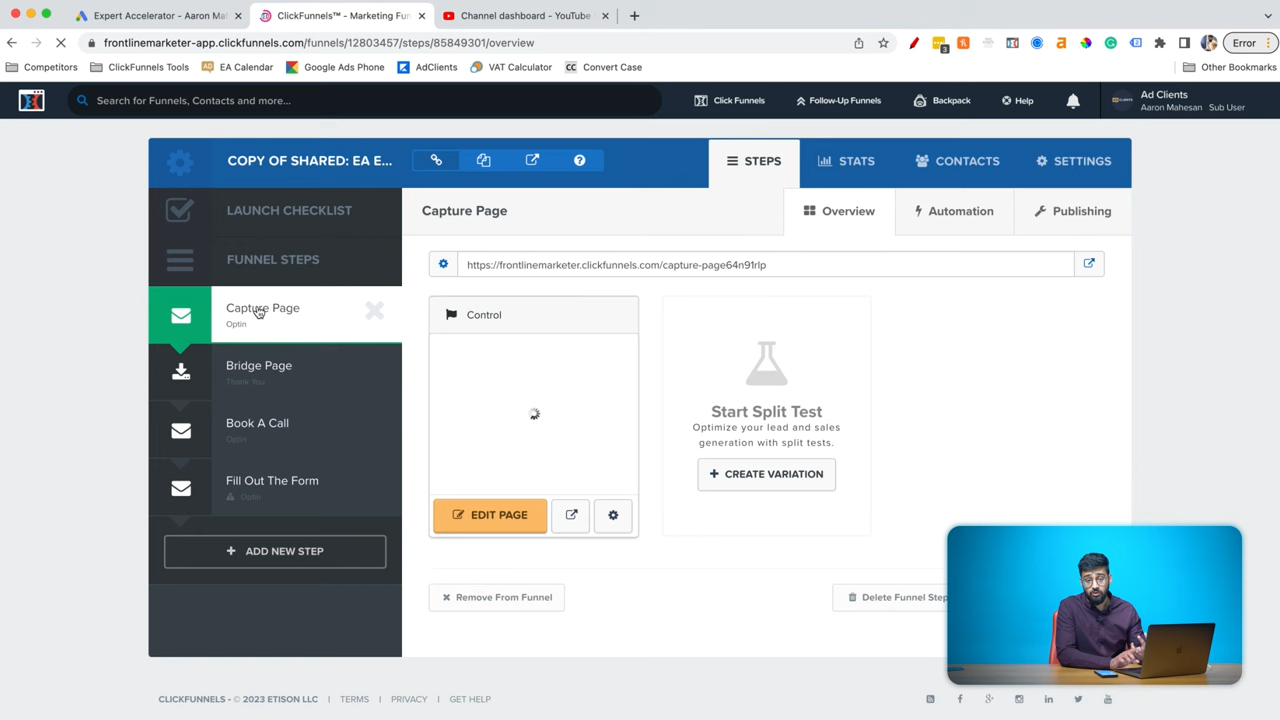 Expert Accelerator - Aaron Ma
ClickFunnels™ - Marketing Fun
Channel dashboard - YouTube
frontlinemarketer-app.clickfunnels.com/funnels/12803457/steps/85849301/overview
3
Error
Competitors
ClickFunnels Tools
EA Calendar
Google Ads Phone
AdClients
VAT Calculator
CC Convert Case
Other Bookmarks
Search for Funnels, Contacts and more...
Click Funnels
Follow-Up Funnels
Backpack
Help
Ad Clients
Aaron Mahesan Sub User
COPY OF SHARED: EA E...
STEPS
STATS
CONTACTS
SETTINGS
LAUNCH CHECKLIST
Capture Page
Overview
Automation
Publishing
FUNNEL STEPS
https://frontlinemarketer.clickfunnels.com/capture-page64n91rlp
Capture Page
Optin
Control
Bridge Page
Thank You
Book A Call
Optin
Fill Out The Form
Optin
ADD NEW STEP
Start Split Test
Optimize your lead and sales
generation with split tests.
CREATE VARIATION
EDIT PAGE
Remove From Funnel
Delete Funnel Step
CLICKFUNNELS - © 2023 ETISON LLC | TERMS | PRIVACY | GET HELP